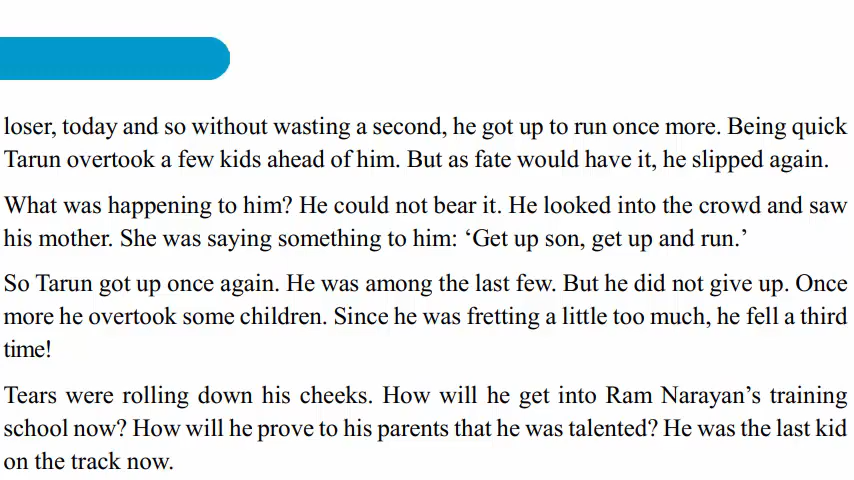 loser, today and so without wasting a second, he got up to run once more. Being quick
Tarun overtook a few kids ahead of him. But as fate would have it, he slipped again.
What was happening to him? He could not bear it. He looked into the crowd and saw
his mother. She was saying something to him: ‘Get up son, get up and run.’
So Tarun got up once again. He was among the last few. But he did not give up. Once
more he overtook some children. Since he was fretting a little too much, he fell a third
time!
Tears were rolling down his cheeks. How will he get into Ram Narayan’s training
school now? How will he prove to his parents that he was talented? He was the last kid
on the track now.